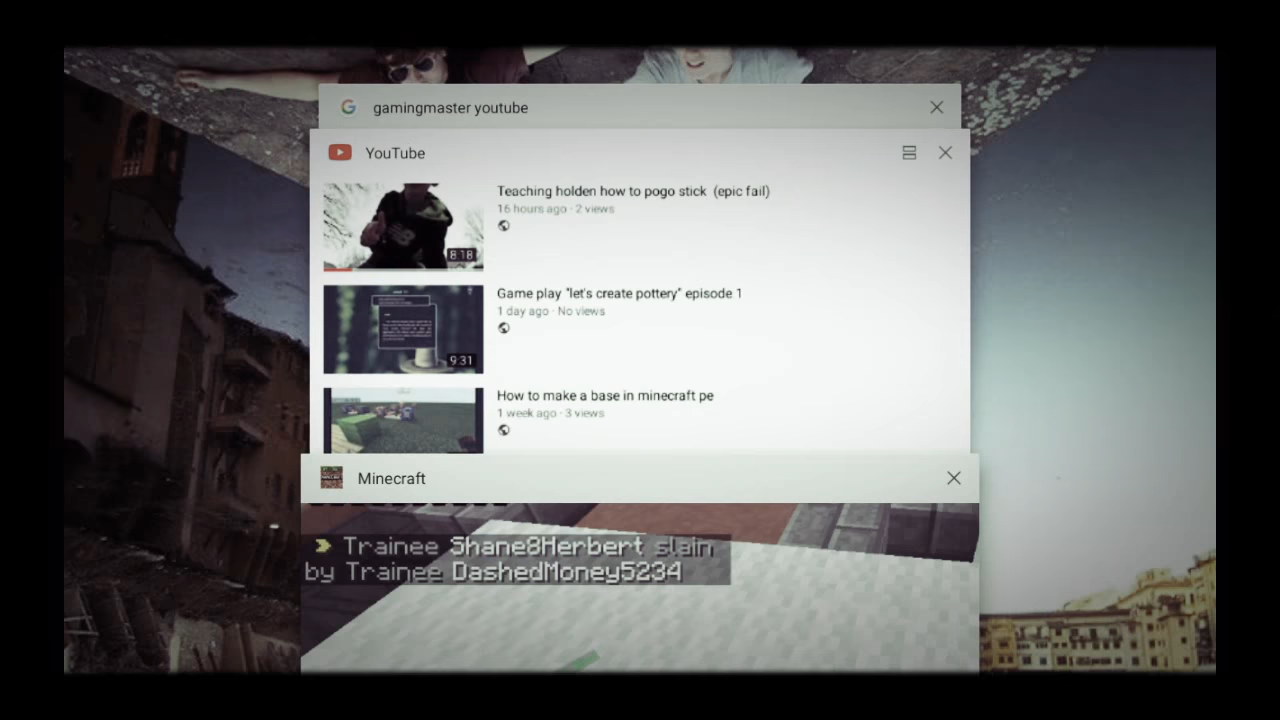 gamingmaster youtube
YouTube
Teaching holden how to pogo stick (epic fail)
16 hours ago · 2 views
8:18
Game play "let's create pottery" episode 1
1 day ago · No views
9:31
How to make a base in minecraft pe
1 week ago · 3 views
Minecraft
Trainee Shane8Herbert slain
by Trainee DashedMoney5234